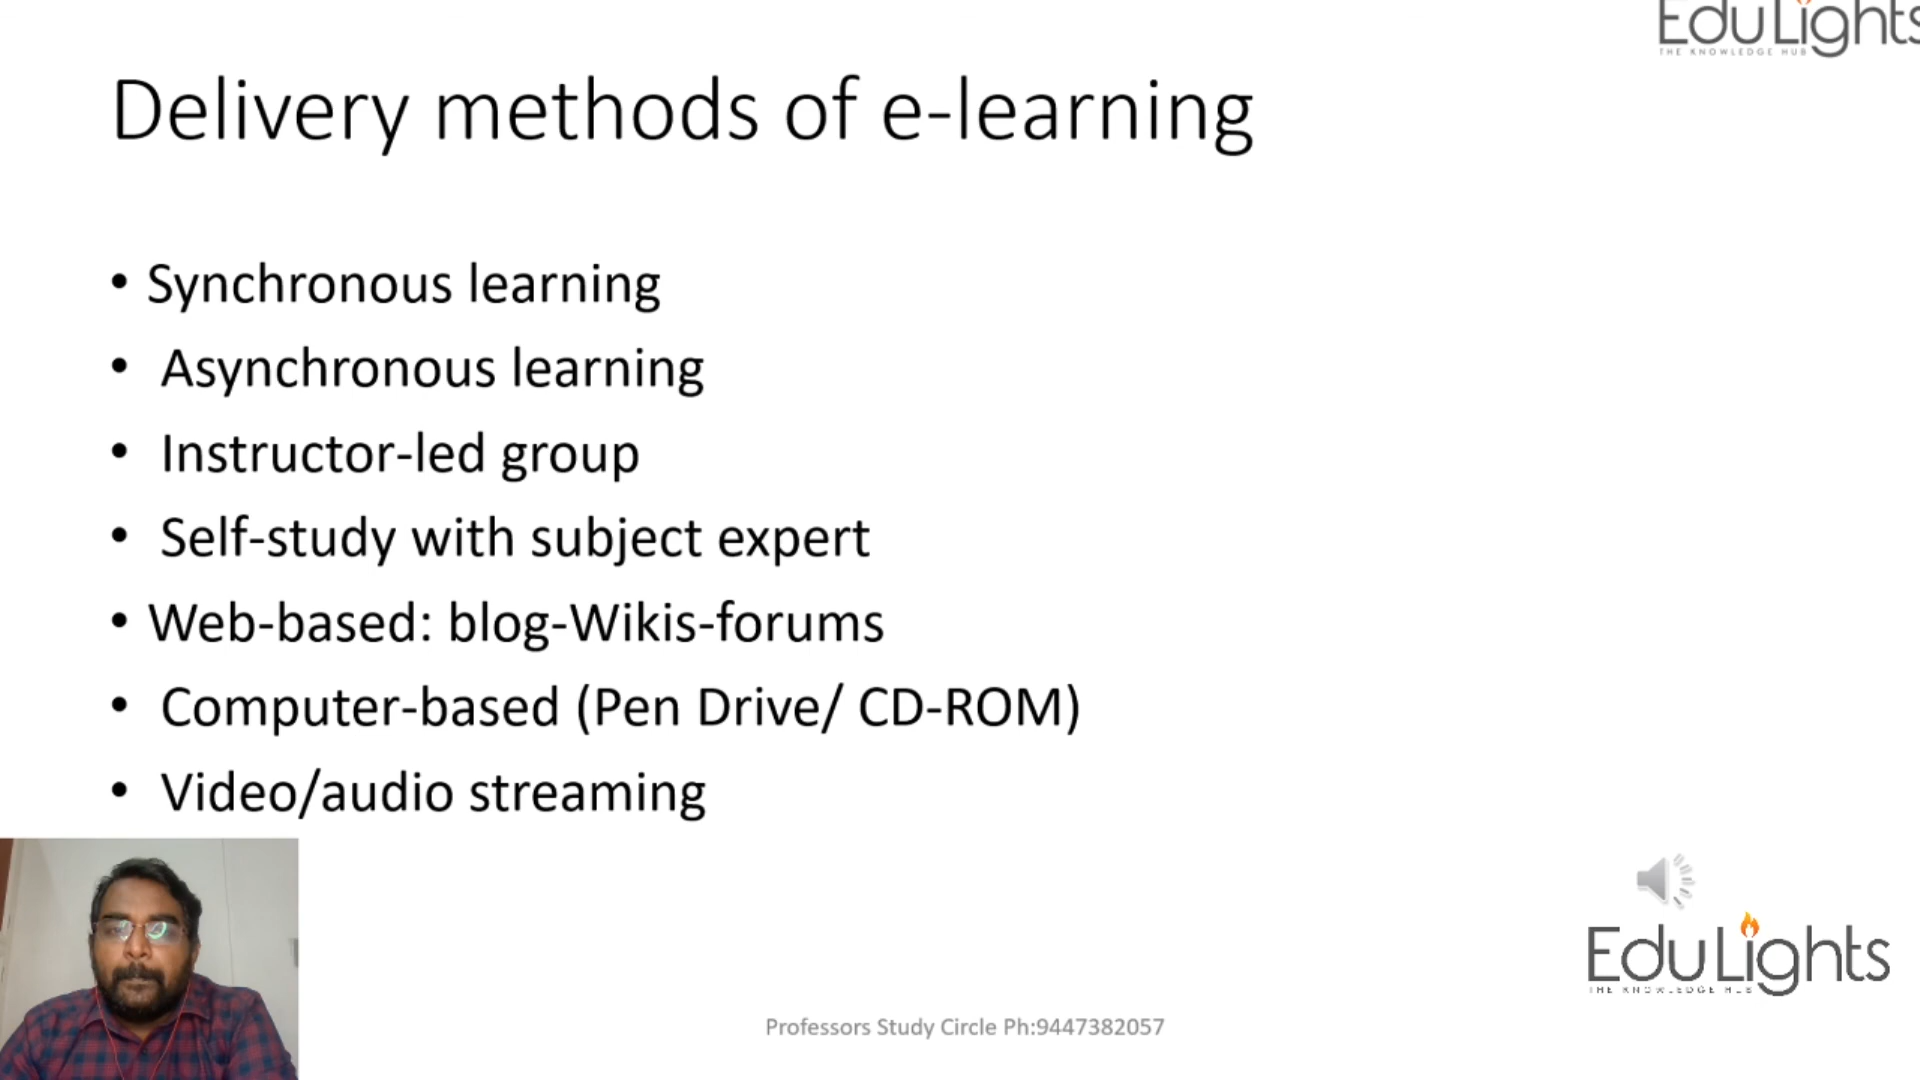 EduLights
THE KNOWLEDGE HUB
Delivery methods of e-learning
• Synchronous learning
• Asynchronous learning
• Instructor-led group
• Self-study with subject expert
• Web-based: blog-Wikis-forums
• Computer-based (Pen Drive/ CD-ROM)
• Video/audio streaming
EduLights
THE KNOWLEDGE HUB
Professors Study Circle Ph:9447382057